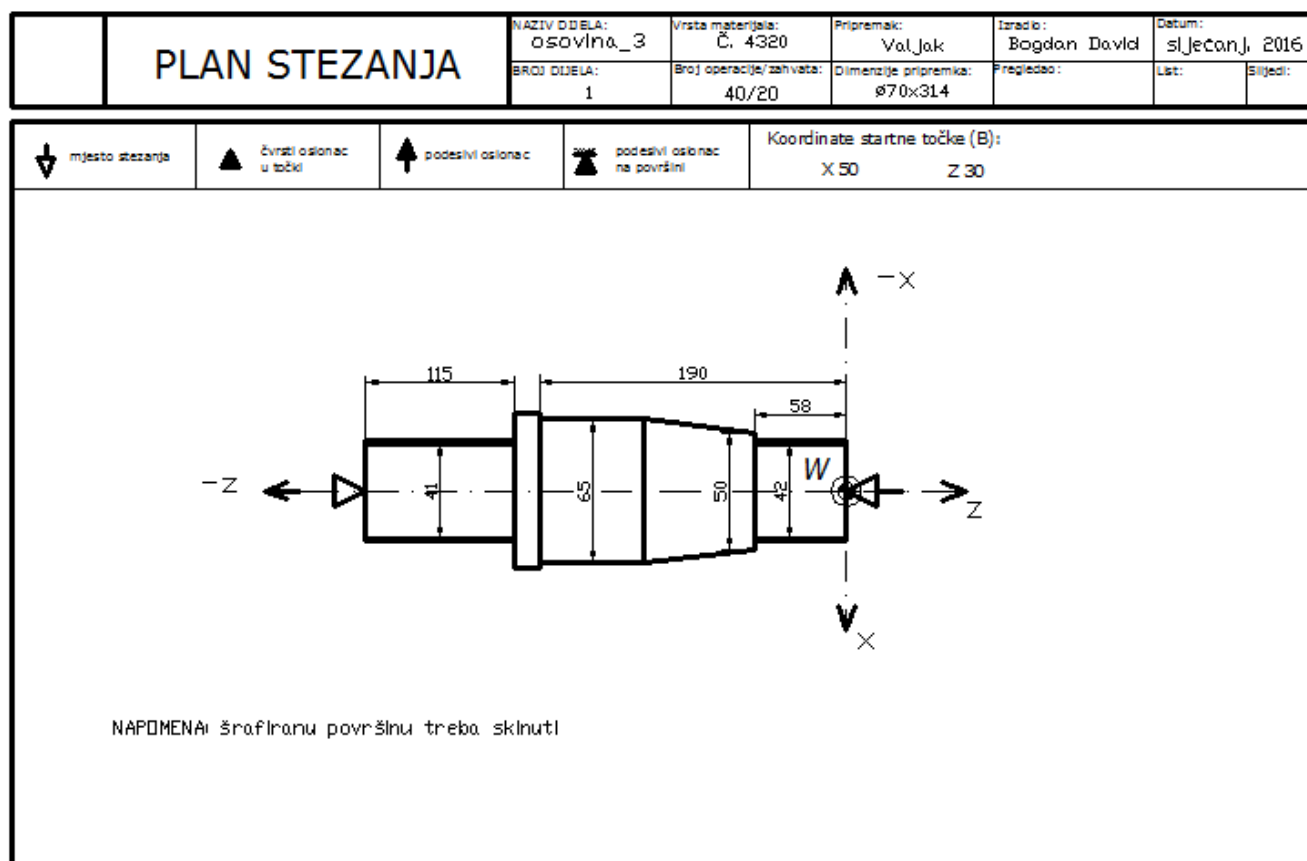 PLAN STEZANJA
NAZIV DIJELA:
osovina_3
Vrsta materijala:
Č. 4320
Pripremak:
Valjak
Izradio:
Bogdan David
Datum:
siječanj, 2016
BROJ DIJELA:
1
Broj operacije/zahvata:
40/20
Dimenzije pripremka:
ø70x314
Pregledao:
List:
Slijedi:
mjesto stezanja
čvrsti oslonac
u točki
podesivi oslonac
podesivi oslonac
na površini
Koordinate startne točke (B):
X 50 Z 30
-X
115
190
58
-Z
41
65
50
42
W
Z
X
NAPOMENA: šrafiranu površinu treba skinuti